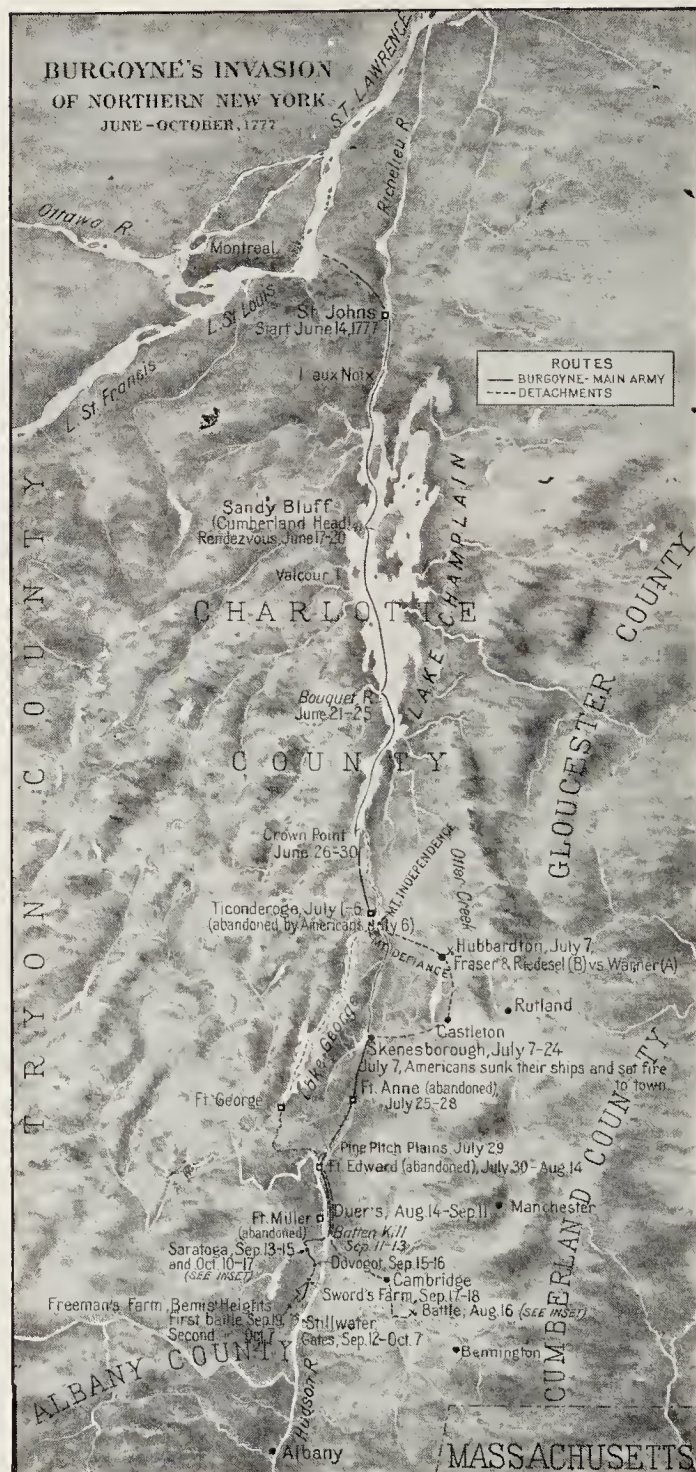 BURGOYNE'S INVASION
OF NORTHERN NEW YORK
JUNE-OCTOBER, 1777
ST. LAWRENCE
Richelieu R.
Ottawa R.
Montreal
L. St Louis
St. Johns
Start June 14, 1777
L. St Francis
I. aux Noix
ROUTES
BURGOYNE-MAIN ARMY
DETACHMENTS
Sandy Bluff
(Cumberland Head)
Rendezvous, June 17-20
Valcour I.
LAKE CHAMPLAIN
CHARLOTTE
COUNTY
TRYON COUNTY
GLOUCESTER COUNTY
Bouquet R.
June 21-25
Crown Point
June 26-30
MT. INDEPENDENCE
Otter Creek
Ticonderoga, July 1-6
(abandoned by Americans July 6)
MT. DEFIANCE
Hubbardton, July 7,
Fraser & Riedesel (B) vs. Warner (A)
Rutland
Castleton
Lake George
Skenesborough, July 7-24
July 7, Americans sunk their ships and set fire
to town.
Ft. George
Ft. Anne (abandoned),
July 25-28
Pine Pitch Plains, July 29
Ft. Edward (abandoned), July 30-Aug. 14
Duer's, Aug. 14-Sep. 11
Manchester
Ft. Miller
(abandoned)
Batten Kill
Sep. 11-13
Saratoga, Sep. 13-15
and Oct. 10-17
(SEE INSET)
Dovogot, Sep. 15-16
Cambridge
Sword's Farm, Sep. 17-18
Battle, Aug. 16 (SEE INSET)
Freeman's Farm, Bemis Heights
First battle, Sep. 19,
Second " Oct. 7
Stillwater
Gates, Sep. 12-Oct. 7
Bennington
CUMBERLAND COUNTY
ALBANY COUNTY
Hudson R.
Albany
MASSACHUSETTS